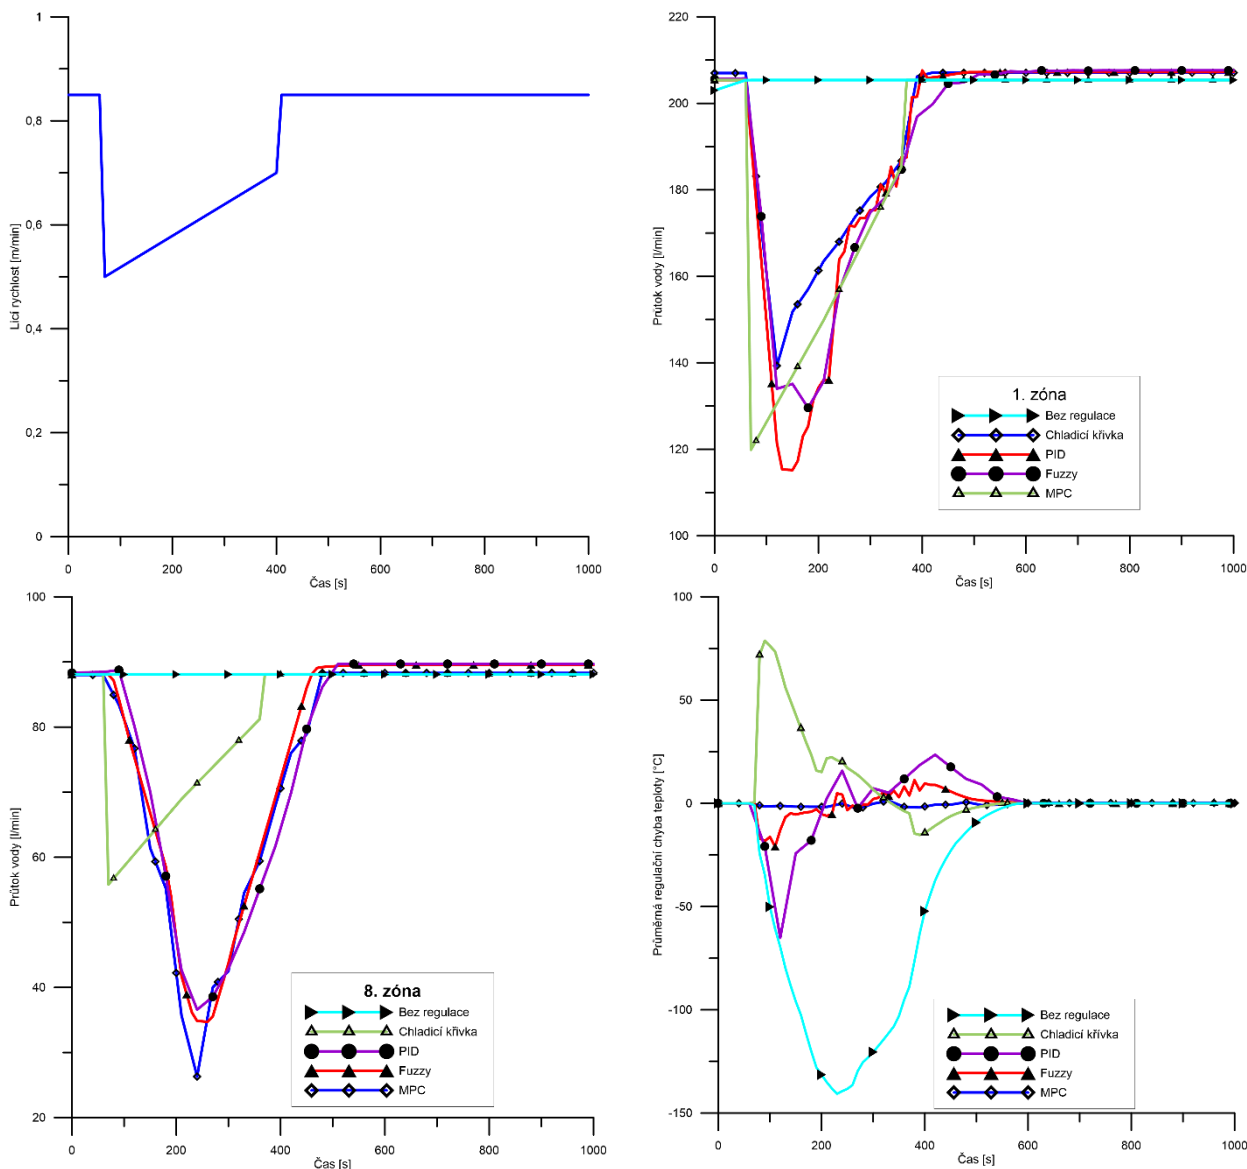 1
0,8
0,6
0,4
0,2
0
Licí rychlost [m/min]
0
200
400
600
800
1000
Čas [s]
220
200
180
160
140
120
100
Průtok vody [l/min]
0
200
400
600
800
1000
Čas [s]
1. zóna
Bez regulace
Chladicí křivka
PID
Fuzzy
MPC
100
80
60
40
20
Průtok vody [l/min]
0
200
400
600
800
1000
Čas [s]
8. zóna
Bez regulace
Chladicí křivka
PID
Fuzzy
MPC
100
50
0
-50
-100
-150
Průměrná regulační chyba teploty [°C]
0
200
400
600
800
1000
Čas [s]
Bez regulace
Chladicí křívka
PID
Fuzzy
MPC